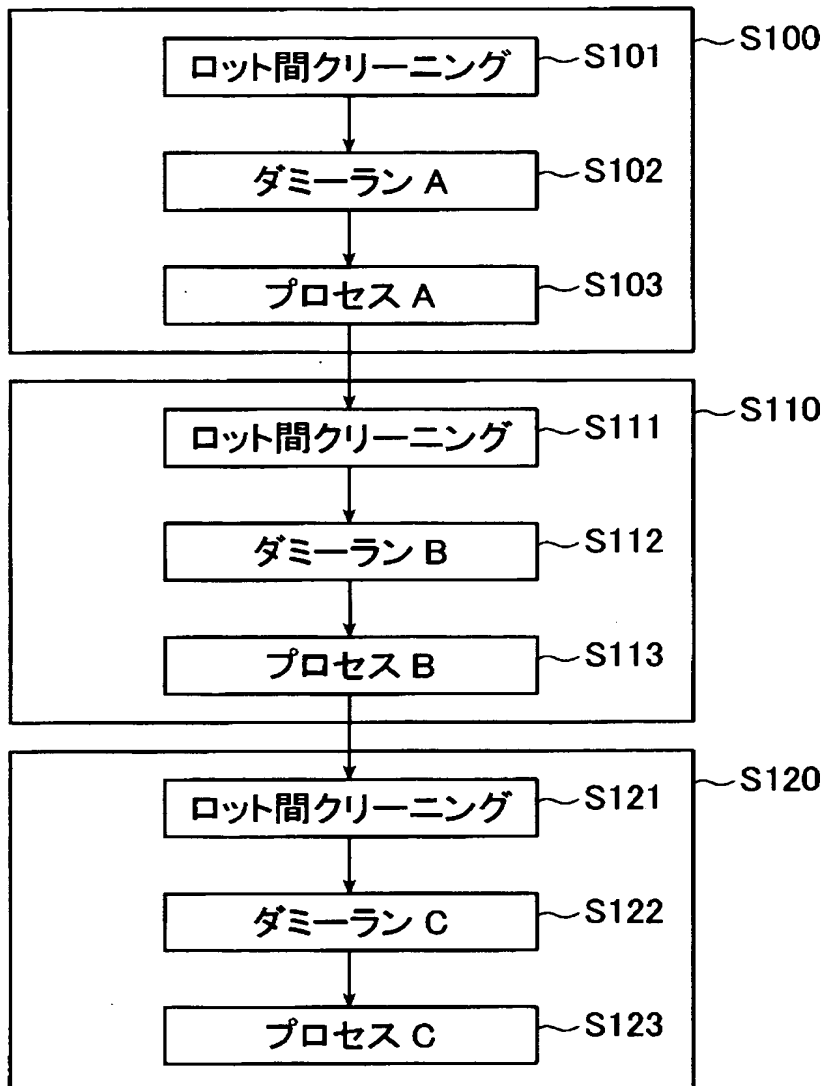 S100
ロット間クリーニング S101
ダミーラン A S102
プロセス A S103
S110
ロット間クリーニング S111
ダミーラン B S112
プロセス B S113
S120
ロット間クリーニング S121
ダミーラン C S122
プロセス C S123